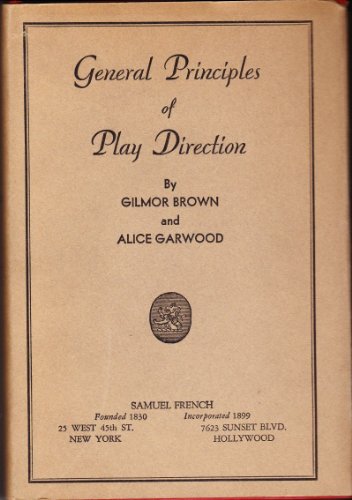 General Principles
of
Play Direction
By
GILMOR BROWN
and
ALICE GARWOOD
SAMUEL FRENCH
Founded 1830 Incorporated 1899
25 WEST 45th ST. 7623 SUNSET BLVD.
NEW YORK HOLLYWOOD